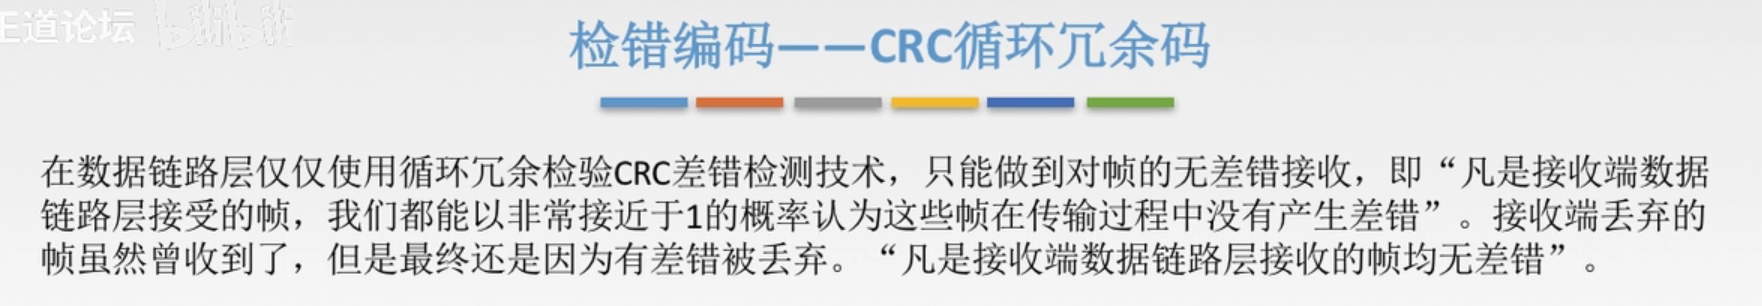 王道论坛 bilibili
检错编码——CRC循环冗余码
在数据链路层仅仅使用循环冗余检验CRC差错检测技术，只能做到对帧的无差错接收，即“凡是接收端数据
链路层接受的帧，我们都能以非常接近于1的概率认为这些帧在传输过程中没有产生差错”。接收端丢弃的
帧虽然曾收到了，但是最终还是因为有差错被丢弃。“凡是接收端数据链路层接收的帧均无差错”。